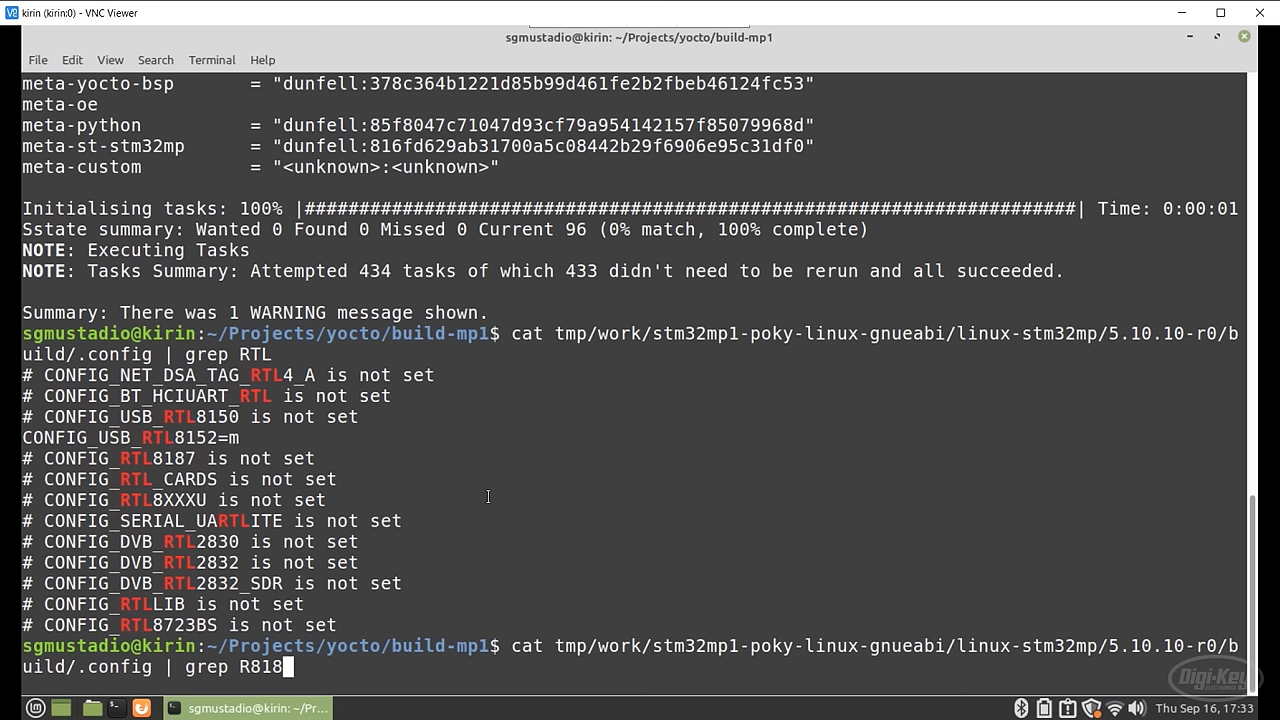 kirin (kirin:0) - VNC Viewer
sgmustadio@kirin: ~/Projects/yocto/build-mp1
File Edit View Search Terminal Help
meta-yocto-bsp = "dunfell:378c364b1221d85b99d461fe2b2fbeb46124fc53"
meta-oe
meta-python = "dunfell:85f8047c71047d93cf79a954142157f85079968d"
meta-st-stm32mp = "dunfell:816fd629ab31700a5c08442b29f6906e95c31df0"
meta-custom = "<unknown>:<unknown>"
Initialising tasks: 100% |#######################################################################| Time: 0:00:01
Sstate summary: Wanted 0 Found 0 Missed 0 Current 96 (0% match, 100% complete)
NOTE: Executing Tasks
NOTE: Tasks Summary: Attempted 434 tasks of which 433 didn't need to be rerun and all succeeded.
Summary: There was 1 WARNING message shown.
sgmustadio@kirin:~/Projects/yocto/build-mp1$ cat tmp/work/stm32mp1-poky-linux-gnueabi/linux-stm32mp/5.10.10-r0/b
uild/.config | grep RTL
# CONFIG_NET_DSA_TAG_RTL4_A is not set
# CONFIG_BT_HCIUART_RTL is not set
# CONFIG_USB_RTL8150 is not set
CONFIG_USB_RTL8152=m
# CONFIG_RTL8187 is not set
# CONFIG_RTL_CARDS is not set
# CONFIG_RTL8XXXU is not set
# CONFIG_SERIAL_UARTLITE is not set
# CONFIG_DVB_RTL2830 is not set
# CONFIG_DVB_RTL2832 is not set
# CONFIG_DVB_RTL2832_SDR is not set
# CONFIG_RTLLIB is not set
# CONFIG_RTL8723BS is not set
sgmustadio@kirin:~/Projects/yocto/build-mp1$ cat tmp/work/stm32mp1-poky-linux-gnueabi/linux-stm32mp/5.10.10-r0/b
uild/.config | grep R818
Digi-Key
ELECTRONICS
sgmustadio@kirin: ~/Pr...
Thu Sep 16, 17:33